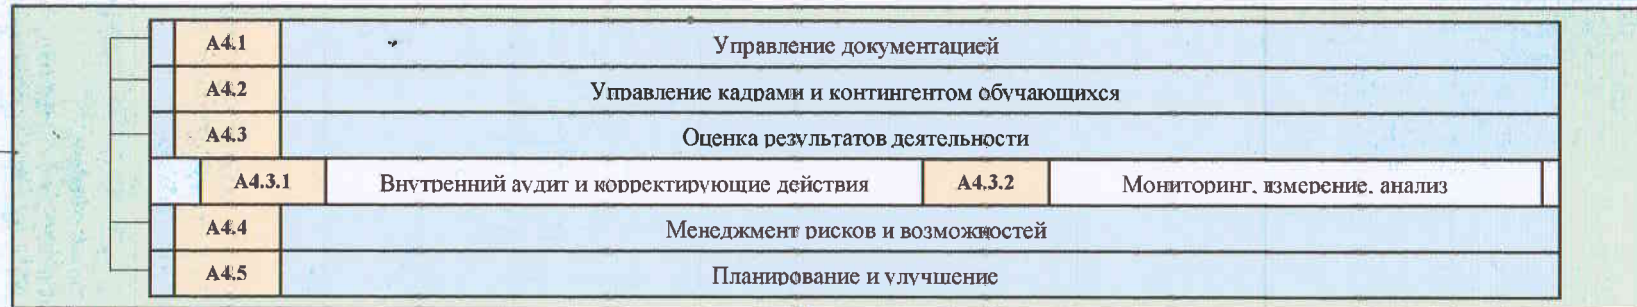 А4.1 Управление документацией
А4.2 Управление кадрами и контингентом обучающихся
А4.3 Оценка результатов деятельности
А4.3.1 Внутренний аудит и корректирующие действия А4.3.2 Мониторинг, измерение, анализ
А4.4 Менеджмент рисков и возможностей
А4.5 Планирование и улучшение